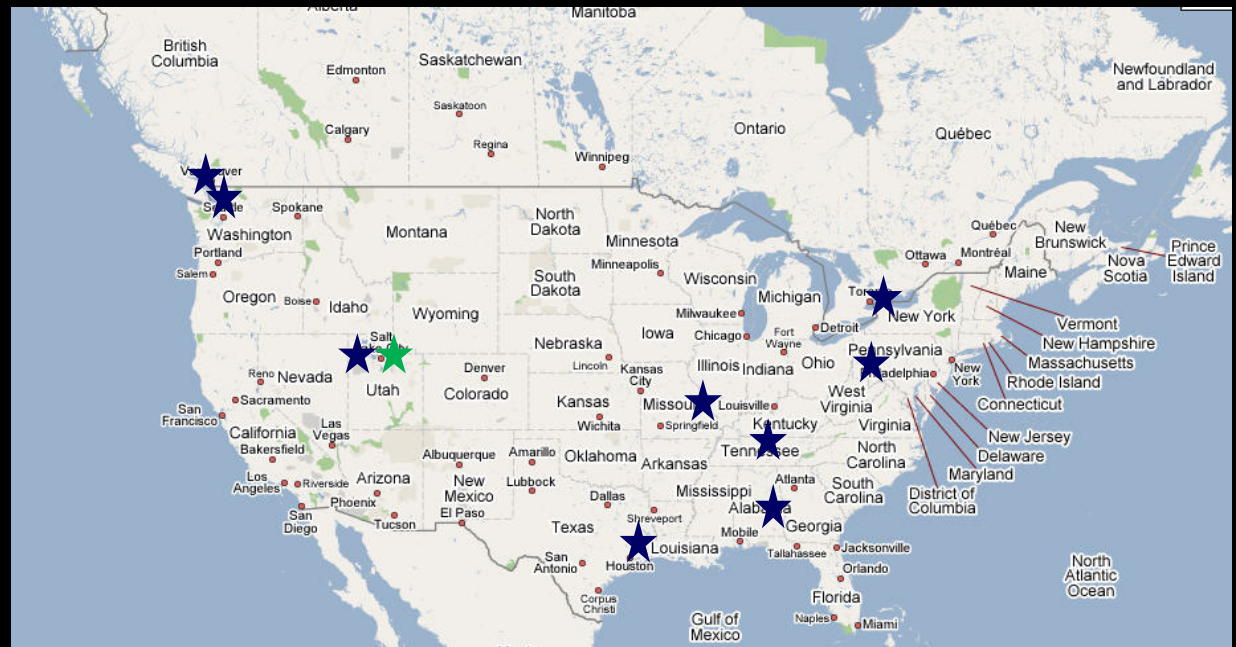 Alberta
Manitoba
British
Columbia
Edmonton
Saskatchewan
Newfoundland
and Labrador
Saskatoon
Calgary
Ontario
Québec
Regina
Winnipeg
Spokane
Washington
Montana
North
Dakota
Minnesota
Québec
New
Brunswick
Prince
Edward
Island
Nova
Scotia
Portland
Salem
Minneapolis
Ottawa
Montréal
Maine
South
Dakota
Wisconsin
Michigan
Oregon
Boise
Idaho
Wyoming
Milwaukee
New York
Detroit
Vermont
New Hampshire
Massachusetts
Rhode Island
Connecticut
Iowa
Chicago
Fort
Wayne
Salt
Nebraska
Lincoln
Illinois
Indiana
Ohio
Pennsylvania
New
York
Reno
Nevada
Utah
Denver
Colorado
Kansas
City
West
Virginia
Sacramento
San
Francisco
Kansas
Wichita
Louisville
Kentucky
Virginia
New Jersey
Delaware
Maryland
District of
Columbia
California
Las
Vegas
Bakersfield
Springfield
Albuquerque
Amarillo
Oklahoma
Arkansas
Tennessee
North
Carolina
Los
Angeles
Riverside
Arizona
Phoenix
New
Mexico
Lubbock
Atlanta
South
Carolina
San
Diego
Tucson
El Paso
Dallas
Shreveport
Mississippi
Georgia
Texas
Mobile
Tallahassee
Jacksonville
San
Antonio
Houston
Louisiana
Orlando
Corpus
Christi
Florida
Gulf of
Mexico
Naples
Miami
North
Atlantic
Ocean